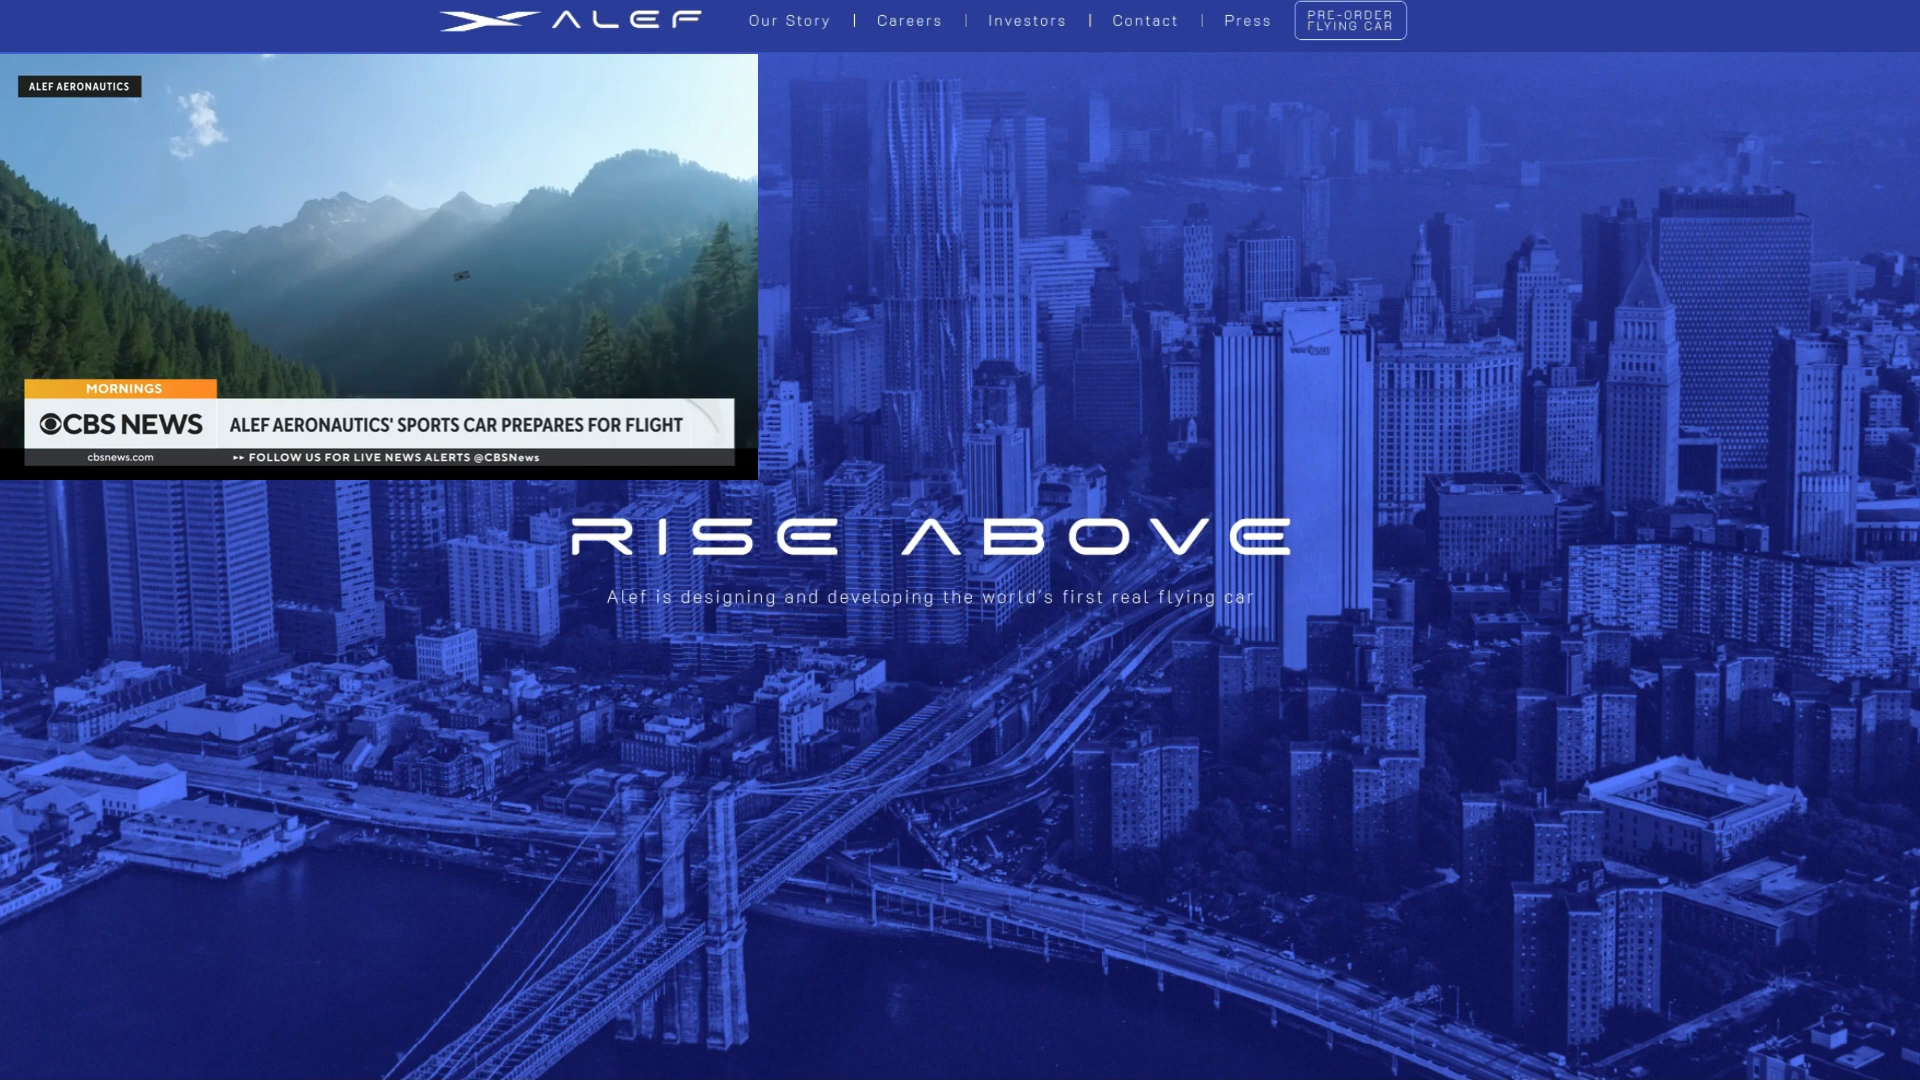 ALEF
Our Story | Careers | Investors | Contact | Press
PRE-ORDER
FLYING CAR
ALEF AERONAUTICS
MORNINGS
CBS NEWS
ALEF AERONAUTICS' SPORTS CAR PREPARES FOR FLIGHT
cbsnews.com
FOLLOW US FOR LIVE NEWS ALERTS @CBSNews
verizon
RISE ABOVE
Alef is designing and developing the world's first real flying car